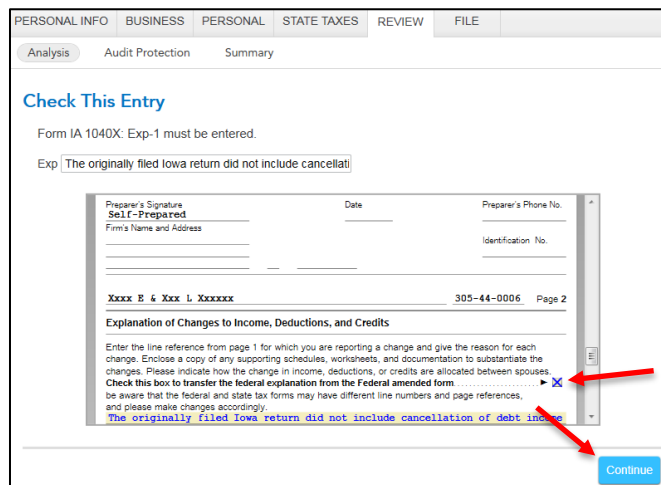 PERSONAL INFO BUSINESS PERSONAL STATE TAXES REVIEW FILE
Analysis Audit Protection Summary
Check This Entry
Form IA 1040X: Exp-1 must be entered.
Exp The originally filed Iowa return did not include cancellati
Preparer's Signature Date Preparer's Phone No.
Self-Prepared
Firm's Name and Address
Identification No.
Xxxx E & Xxx L Xxxxxx 305-44-0006 Page 2
Explanation of Changes to Income, Deductions, and Credits
Enter the line reference from page 1 for which you are reporting a change and give the reason for each
change. Enclose a copy of any supporting schedules, worksheets, and documentation to substantiate the
changes. Please indicate how the change in income, deductions, or credits are allocated between spouses.
Check this box to transfer the federal explanation from the Federal amended form
be aware that the federal and state tax forms may have different line numbers and page references,
and please make changes accordingly.
The originally filed Iowa return did not include cancellation of debt income
Continue